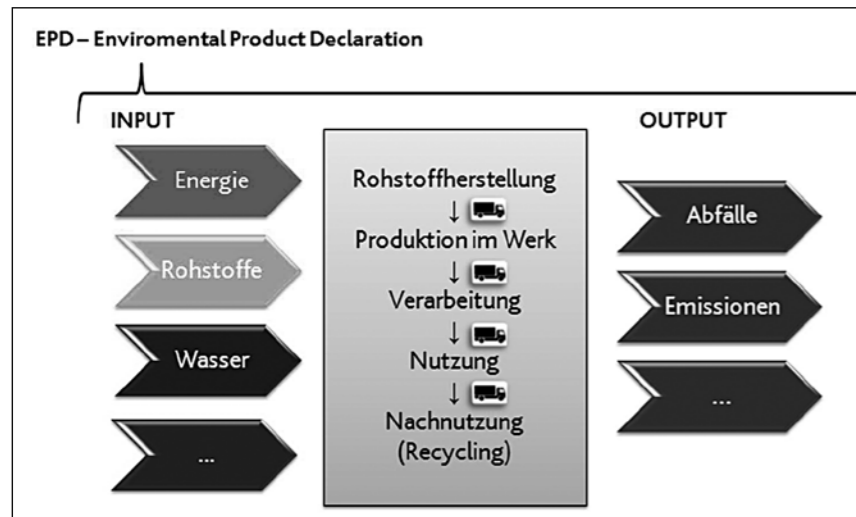 EPD – Enviromental Product Declaration
INPUT
Energie
Rohstoffe
Wasser
...
Rohstoffherstellung
↓
Produktion im Werk
↓
Verarbeitung
↓
Nutzung
↓
Nachnutzung
(Recycling)
OUTPUT
Abfälle
Emissionen
...